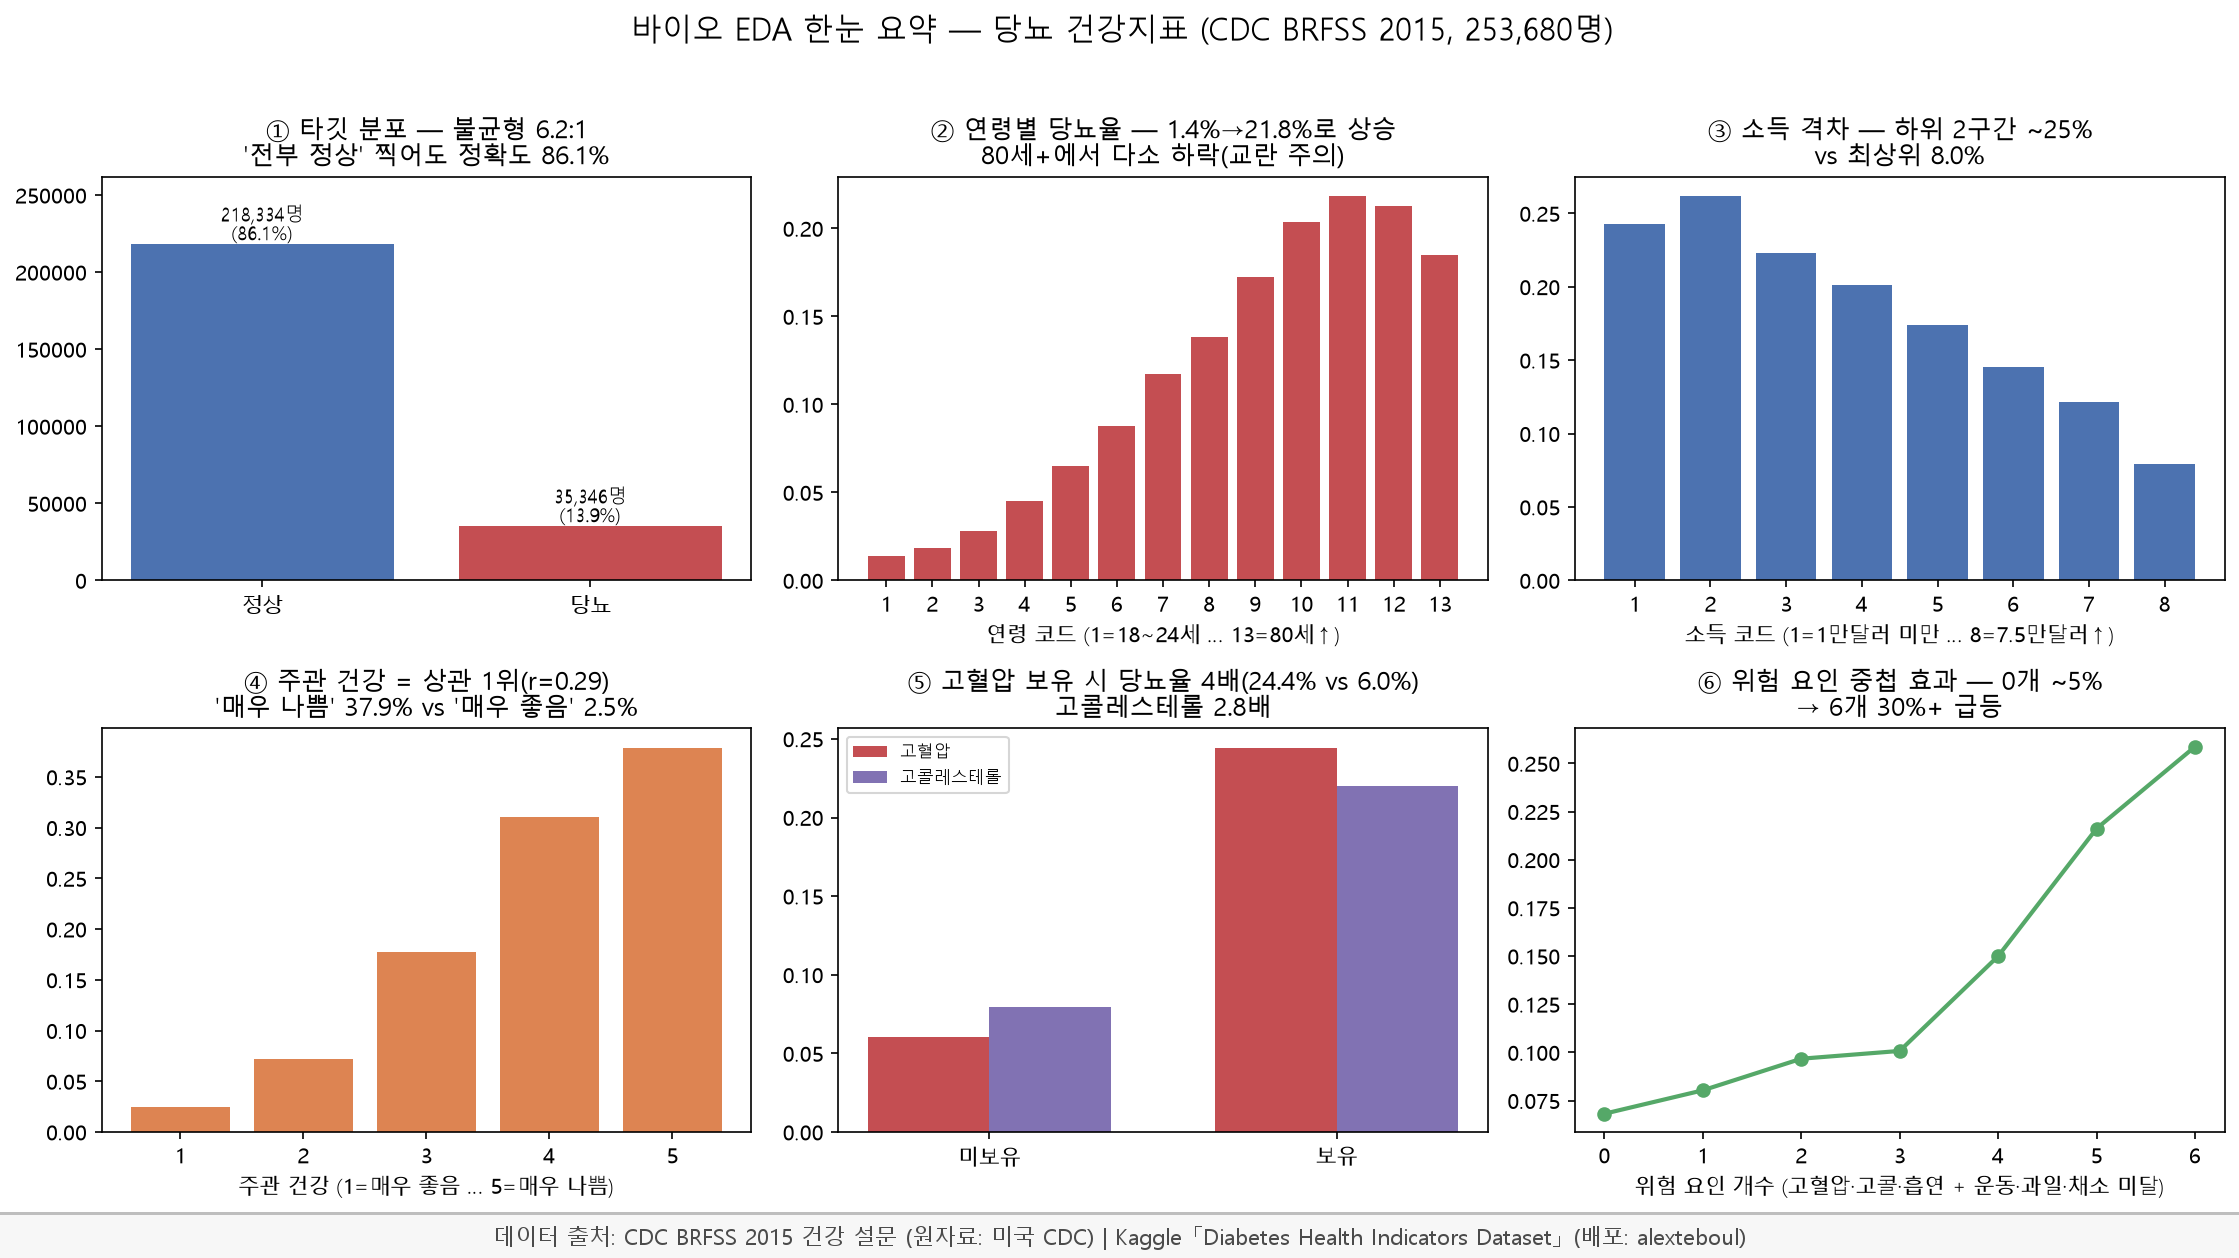 바이오 EDA 한눈 요약 — 당뇨 건강지표 (CDC BRFSS 2015, 253,680명)
① 타깃 분포 — 불균형 6.2:1
'전부 정상' 찍어도 정확도 86.1%
250000
200000
150000
100000
50000
0
218,334명
(86.1%)
35,346명
(13.9%)
정상
당뇨
② 연령별 당뇨율 — 1.4%→21.8%로 상승
80세+에서 다소 하락(교란 주의)
0.20
0.15
0.10
0.05
0.00
1 2 3 4 5 6 7 8 9 10 11 12 13
연령 코드 (1=18~24세 ... 13=80세↑)
③ 소득 격차 — 하위 2구간 ~25%
vs 최상위 8.0%
0.25
0.20
0.15
0.10
0.05
0.00
1 2 3 4 5 6 7 8
소득 코드 (1=1만달러 미만 ... 8=7.5만달러↑)
④ 주관 건강 = 상관 1위(r=0.29)
'매우 나쁨' 37.9% vs '매우 좋음' 2.5%
0.35
0.30
0.25
0.20
0.15
0.10
0.05
0.00
1 2 3 4 5
주관 건강 (1=매우 좋음 ... 5=매우 나쁨)
⑤ 고혈압 보유 시 당뇨율 4배(24.4% vs 6.0%)
고콜레스테롤 2.8배
0.25
0.20
0.15
0.10
0.05
0.00
고혈압
고콜레스테롤
미보유
보유
⑥ 위험 요인 중첩 효과 — 0개 ~5%
→ 6개 30%+ 급등
0.250
0.225
0.200
0.175
0.150
0.125
0.100
0.075
0 1 2 3 4 5 6
위험 요인 개수 (고혈압·고콜·흡연 + 운동·과일·채소 미달)
데이터 출처: CDC BRFSS 2015 건강 설문 (원자료: 미국 CDC) | Kaggle「Diabetes Health Indicators Dataset」(배포: alexteboul)